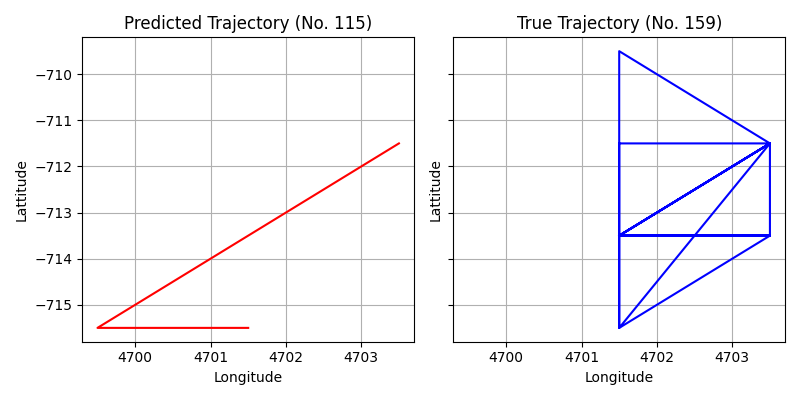 Predicted Trajectory (No. 115)
True Trajectory (No. 159)
−710
−711
−712
−713
−714
−715
Lattitude
Lattitude
4700
4701
4702
4703
4700
4701
4702
4703
Longitude
Longitude